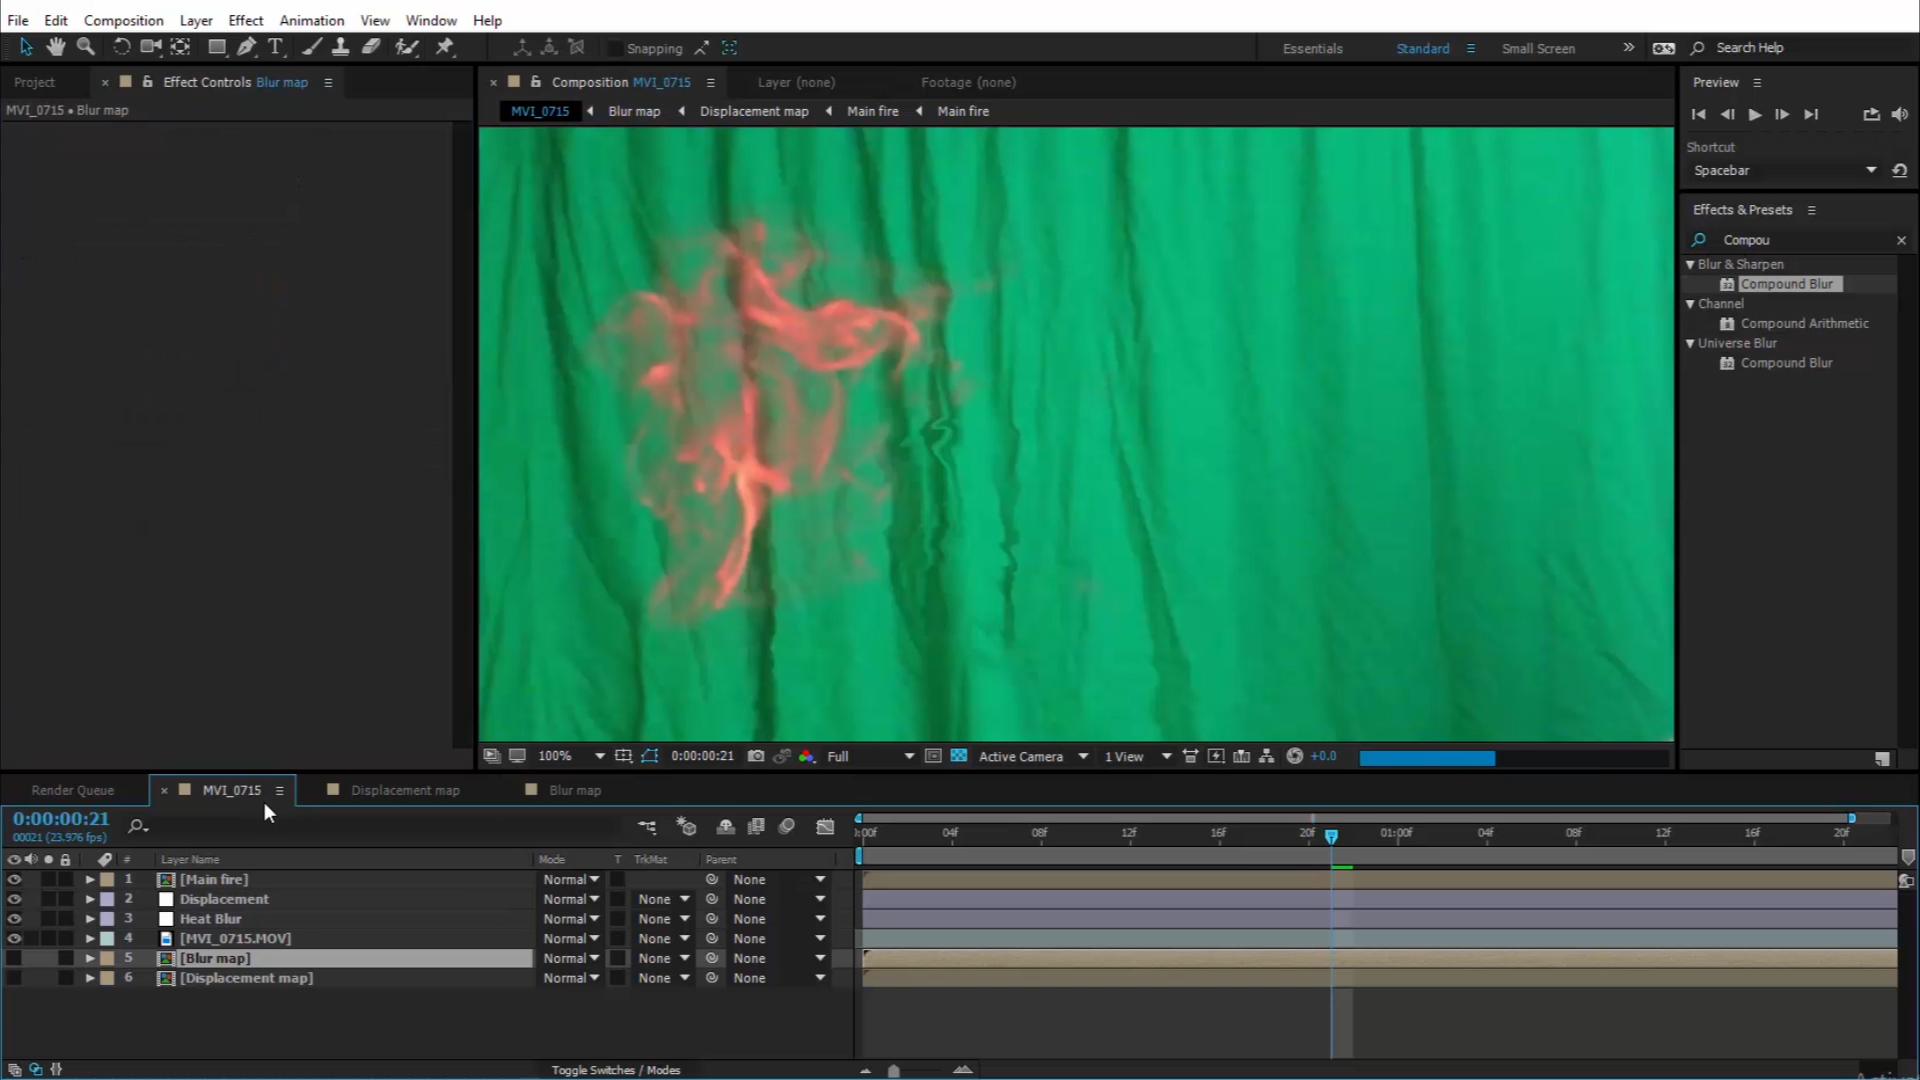 File Edit Composition Layer Effect Animation View Window Help
Snapping Essentials Standard Small Screen » Search Help
Project × Effect Controls Blur map
× Composition MVI_0715 Layer (none) Footage (none)
Preview
MVI_0715 • Blur map
MVI_0715 Blur map Displacement map Main fire Main fire
Shortcut
Spacebar
Effects & Presets
Compou
Blur & Sharpen
Compound Blur
Channel
Compound Arithmetic
Universe Blur
Compound Blur
100% 0:00:00:21 Full Active Camera 1 View +0.0
Render Queue × MVI_0715 Displacement map Blur map
0:00:00:21
00021 (23.976 fps)
:00f 04f 08f 12f 16f 20f 01:00f 04f 08f 12f 16f 20f
# Layer Name Mode T TrkMat Parent
1 [Main fire] Normal None
2 Displacement Normal None None
3 Heat Blur Normal None None
4 [MVI_0715.MOV] Normal None None
5 [Blur map] Normal None None
6 [Displacement map] Normal None None
Toggle Switches / Modes